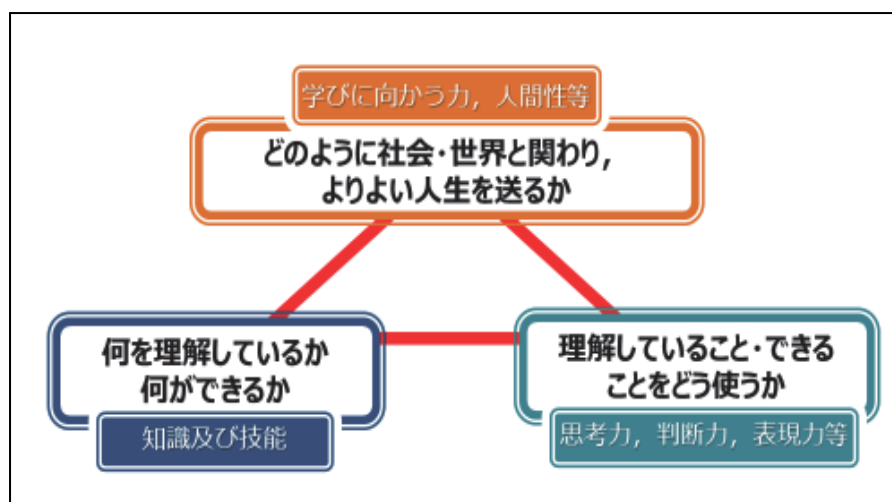 学びに向かう力，人間性等
どのように社会・世界と関わり，
よりよい人生を送るか
何を理解しているか
何ができるか
知識及び技能
理解していること・できる
ことをどう使うか
思考力，判断力，表現力等